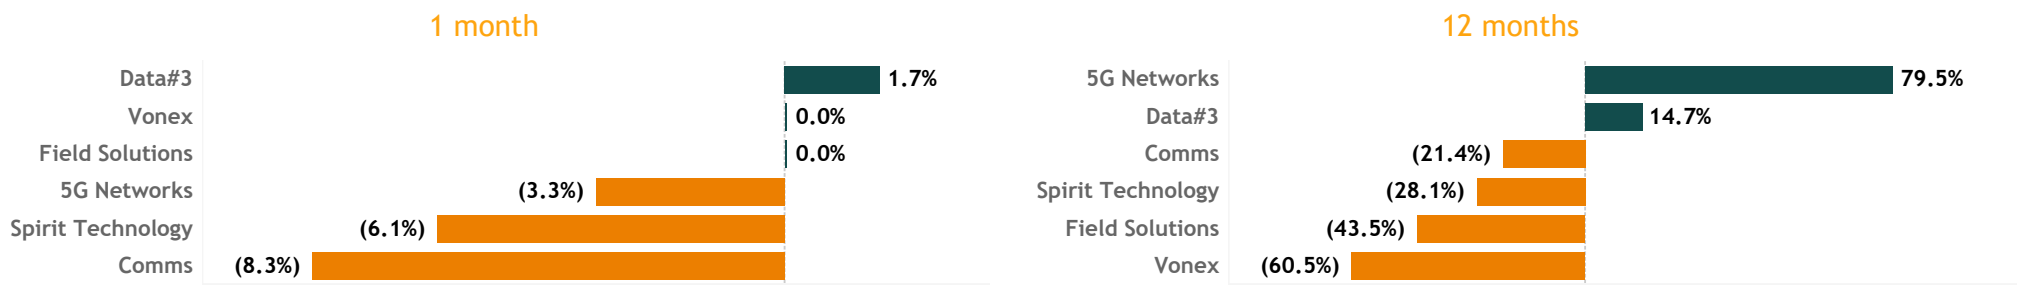 1 month
Data#3 1.7%
Vonex 0.0%
Field Solutions 0.0%
5G Networks (3.3%)
Spirit Technology (6.1%)
Comms (8.3%)
12 months
5G Networks 79.5%
Data#3 14.7%
Comms (21.4%)
Spirit Technology (28.1%)
Field Solutions (43.5%)
Vonex (60.5%)